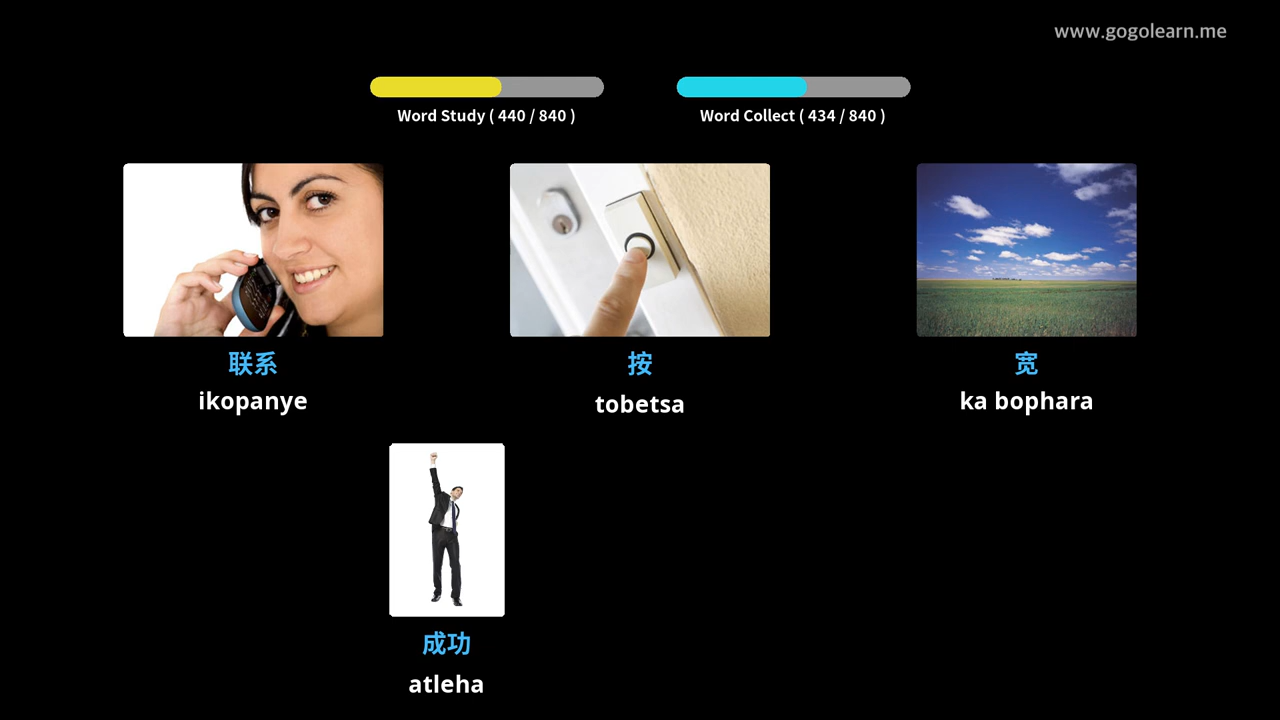 www.gogolearn.me
Word Study ( 440 / 840 )
Word Collect ( 434 / 840 )
联系
ikopanye
按
tobetsa
宽
ka bophara
成功
atleha